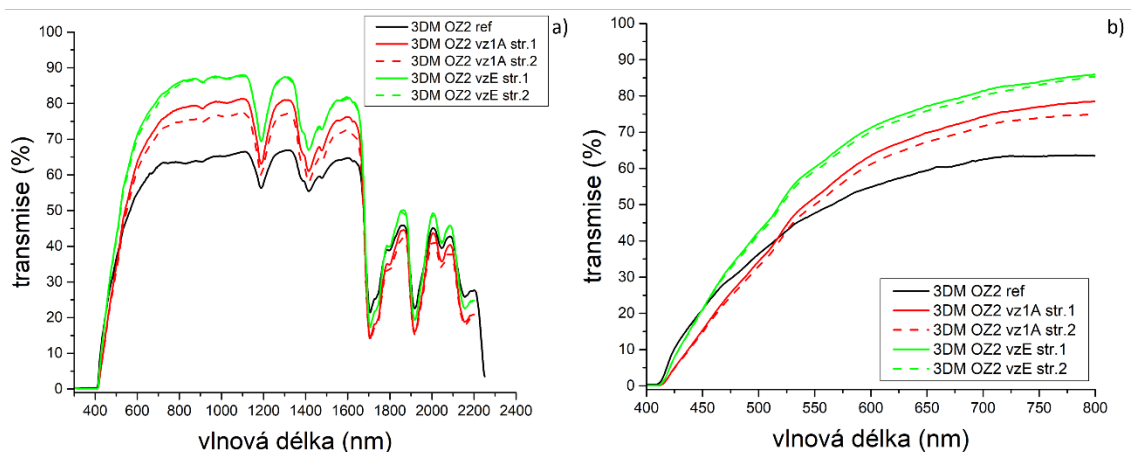 a)
3DM OZ2 ref
3DM OZ2 vz1A str.1
3DM OZ2 vz1A str.2
3DM OZ2 vzE str.1
3DM OZ2 vzE str.2
transmise (%)
100
90
80
70
60
50
40
30
20
10
0
400 600 800 1000 1200 1400 1600 1800 2000 2200 2400
vlnová délka (nm)
b)
transmise (%)
100
90
80
70
60
50
40
30
20
10
0
3DM OZ2 ref
3DM OZ2 vz1A str.1
3DM OZ2 vz1A str.2
3DM OZ2 vzE str.1
3DM OZ2 vzE str.2
400 450 500 550 600 650 700 750 800
vlnová délka (nm)